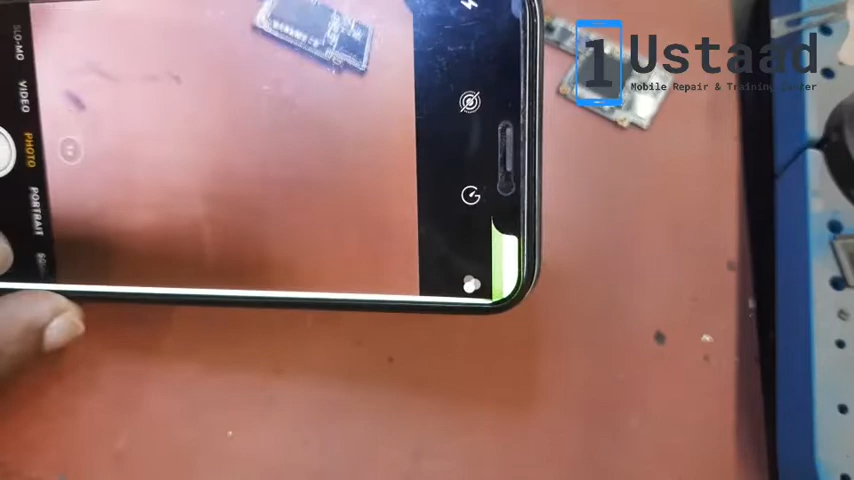 1Ustaad
Mobile Repair & Training Center
SLO-MO
VIDEO
PHOTO
PORTRAIT